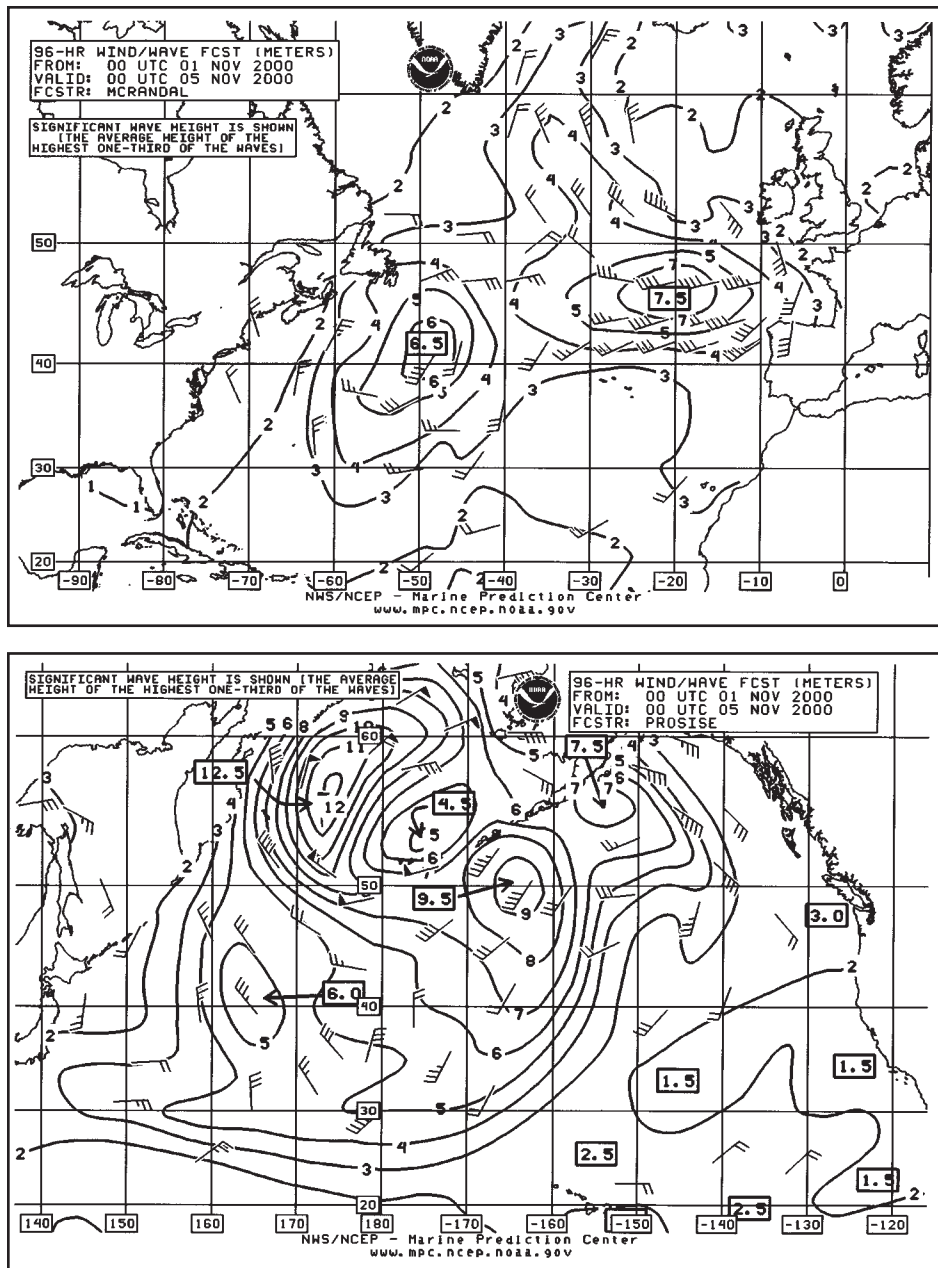 96-HR WIND/WAVE FCST (METERS)
FROM: 00 UTC 01 NOV 2000
VALID: 00 UTC 05 NOV 2000
FCSTR: MCRANDAL
SIGNIFICANT WAVE HEIGHT IS SHOWN
(THE AVERAGE HEIGHT OF THE
HIGHEST ONE-THIRD OF THE WAVES)
NOAA
50
40
30
20
6.5
7.5
-90 -80 -70 -60 -50 -40 -30 -20 -10 0
NWS/NCEP - Marine Prediction Center
www.mpc.ncep.noaa.gov
SIGNIFICANT WAVE HEIGHT IS SHOWN (THE AVERAGE
HEIGHT OF THE HIGHEST ONE-THIRD OF THE WAVES)
NOAA
96-HR WIND/WAVE FCST (METERS)
FROM: 00 UTC 01 NOV 2000
VALID: 00 UTC 05 NOV 2000
FCSTR: PROSISE
60
7.5
12.5
4.5
50
9.5
3.0
6.0
40
1.5
1.5
30
2.5
1.5
20
2.5
140 150 160 170 180 -170 -160 -150 -140 -130 -120
NWS/NCEP - Marine Prediction Center
www.mpc.ncep.noaa.gov